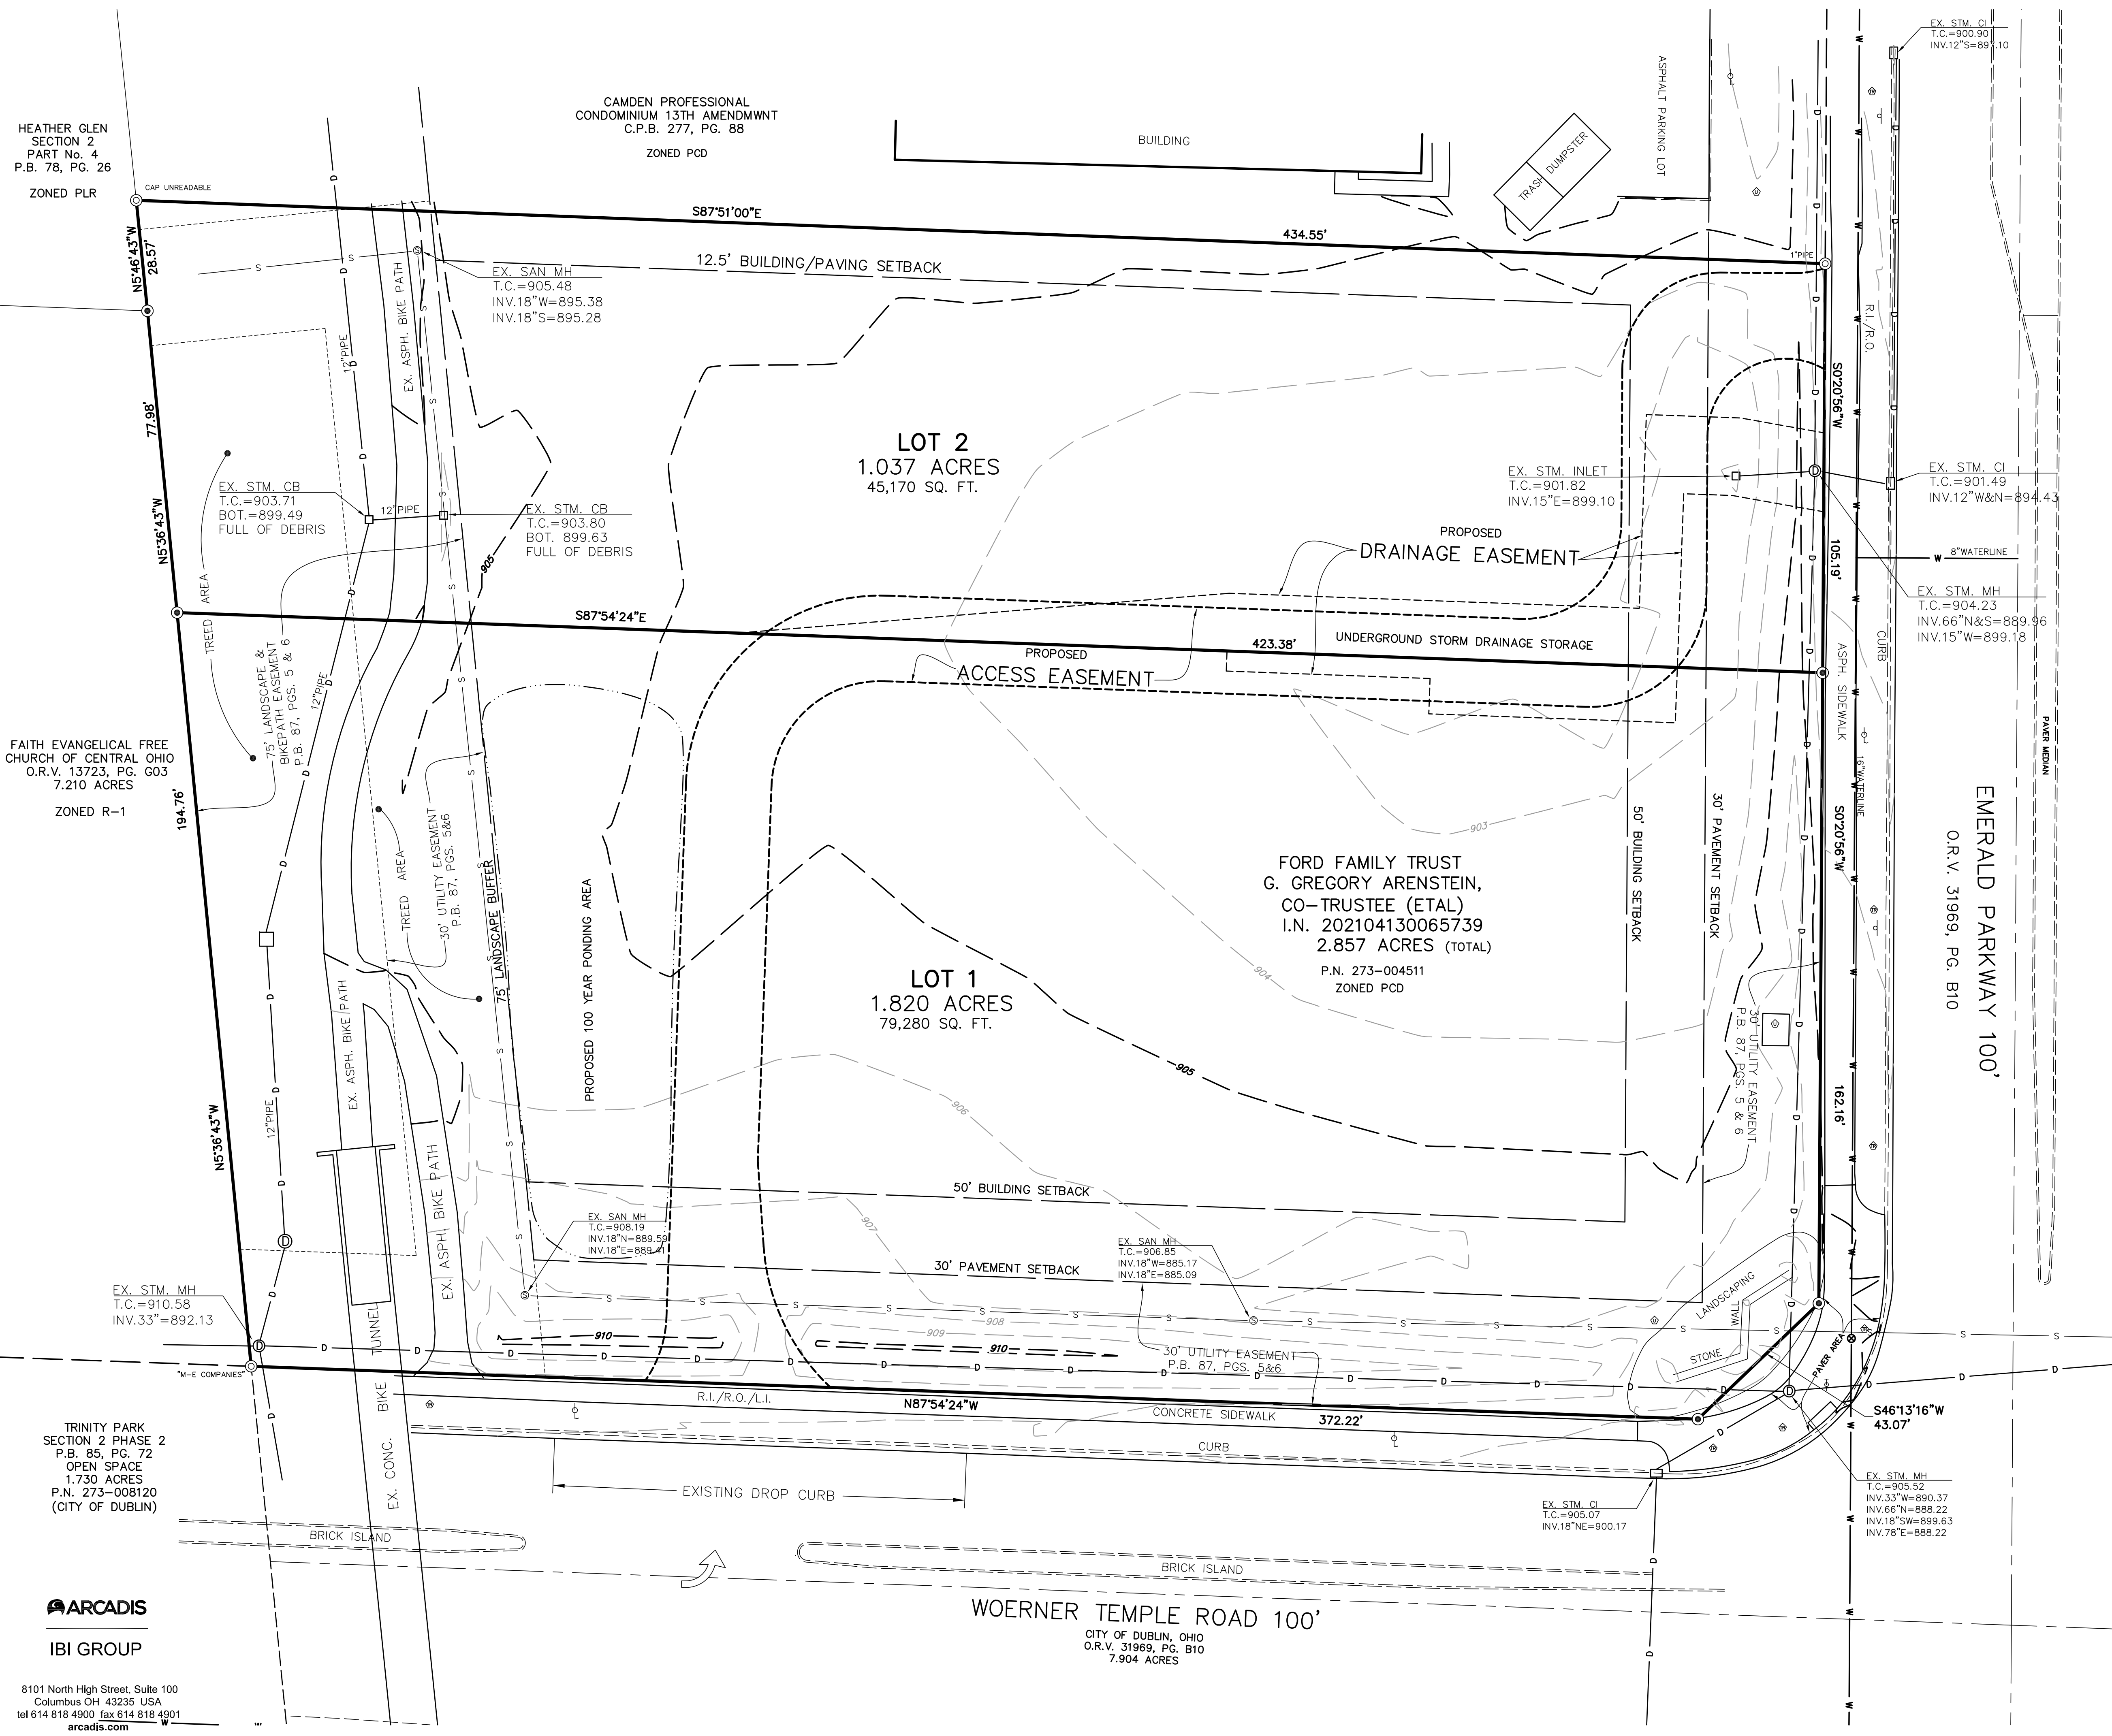 HEATHER GLEN
SECTION 2
PART No. 4
P.B. 78, PG. 26
ZONED PLR
CAP UNREADABLE
CAMDEN PROFESSIONAL
CONDOMINIUM 13TH AMENDMWNT
C.P.B. 277, PG. 88
ZONED PCD
BUILDING
TRASH DUMPSTER
ASPHALT PARKING LOT
EX. STM. CI
T.C.=900.90
INV.12"S=897.10
S87°51'00"E
434.55'
1"PIPE
N5°46'43"W
28.57'
12.5' BUILDING/PAVING SETBACK
EX. SAN MH
T.C.=905.48
INV.18"W=895.38
INV.18"S=895.28
12"PIPE
EX. ASPH. BIKE PATH
R.I./R.O.
S0°20'56"W
105.19'
77.98'
N5°36'43"W
LOT 2
1.037 ACRES
45,170 SQ. FT.
EX. STM. CB
T.C.=903.71
BOT.=899.49
FULL OF DEBRIS
12"PIPE
EX. STM. CB
T.C.=903.80
BOT. 899.63
FULL OF DEBRIS
905
EX. STM. INLET
T.C.=901.82
INV.15"E=899.10
EX. STM. CI
T.C.=901.49
INV.12"W&N=894.43
8"WATERLINE
EX. STM. MH
T.C.=904.23
INV.66"N&S=889.96
INV.15"W=899.18
PROPOSED
DRAINAGE EASEMENT
TREED AREA
75' LANDSCAPE &
BIKEPATH EASEMENT
P.B. 87, PGS. 5 & 6
12"PIPE
S87°54'24"E
423.38'
UNDERGROUND STORM DRAINAGE STORAGE
PROPOSED
ACCESS EASEMENT
ASPH. SIDEWALK
CURB
16"WATERLINE
PAVER MEDIAN
FAITH EVANGELICAL FREE
CHURCH OF CENTRAL OHIO
O.R.V. 13723, PG. G03
7.210 ACRES
ZONED R-1
194.76'
N5°36'43"W
TREED AREA
30' UTILITY EASEMENT
P.B. 87, PGS. 5&6
75' LANDSCAPE BUFFER
PROPOSED 100 YEAR PONDING AREA
903
904
FORD FAMILY TRUST
G. GREGORY ARENSTEIN,
CO-TRUSTEE (ETAL)
I.N. 202104130065739
2.857 ACRES (TOTAL)
P.N. 273-004511
ZONED PCD
50' BUILDING SETBACK
30' PAVEMENT SETBACK
S0°20'56"W
162.16'
EMERALD PARKWAY 100'
O.R.V. 31969, PG. B10
LOT 1
1.820 ACRES
79,280 SQ. FT.
30' UTILITY EASEMENT
P.B. 87, PGS. 5 & 6
905
906
907
EX. ASPH. BIKE PATH
12"PIPE
EX. ASPH. BIKE PATH
50' BUILDING SETBACK
EX. SAN MH
T.C.=908.19
INV.18"N=889.59
INV.18"E=889.41
EX. SAN MH
T.C.=906.85
INV.18"W=885.17
INV.18"E=885.09
30' PAVEMENT SETBACK
LANDSCAPING
WALL
STONE
PAVER AREA
EX. STM. MH
T.C.=910.58
INV.33"=892.13
910
908
909
910
30' UTILITY EASEMENT
P.B. 87, PGS. 5&6
"M-E COMPANIES"
R.I./R.O./L.I.
N87°54'24"W
372.22'
CONCRETE SIDEWALK
CURB
S46°13'16"W
43.07'
EX. CONC. BIKE TUNNEL
TRINITY PARK
SECTION 2 PHASE 2
P.B. 85, PG. 72
OPEN SPACE
1.730 ACRES
P.N. 273-008120
(CITY OF DUBLIN)
EXISTING DROP CURB
EX. STM. CI
T.C.=905.07
INV.18"NE=900.17
EX. STM. MH
T.C.=905.52
INV.33"W=890.37
INV.66"N=888.22
INV.18"SW=899.63
INV.78"E=888.22
BRICK ISLAND
BRICK ISLAND
WOERNER TEMPLE ROAD 100'
CITY OF DUBLIN, OHIO
O.R.V. 31969, PG. B10
7.904 ACRES
ARCADIS
IBI GROUP
8101 North High Street, Suite 100
Columbus OH 43235 USA
tel 614 818 4900 fax 614 818 4901
arcadis.com